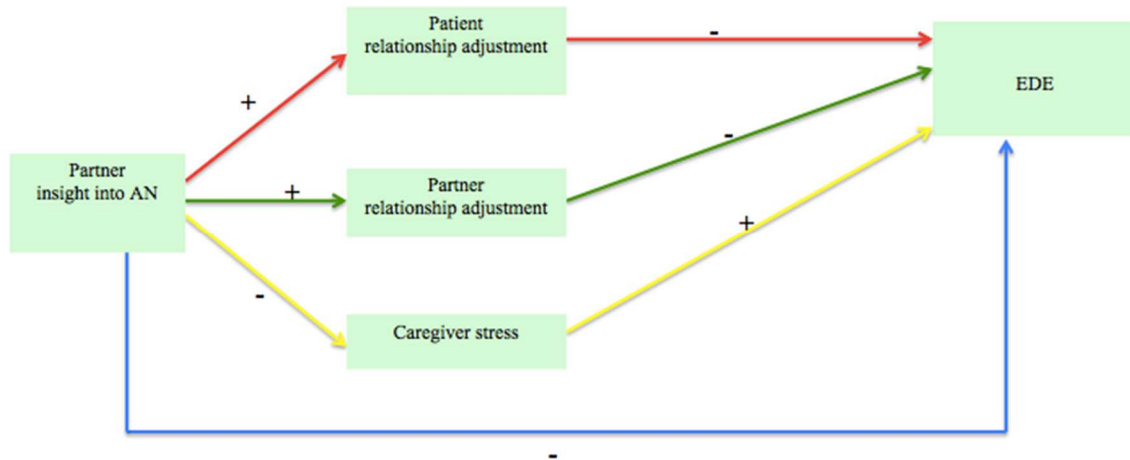 Patient
relationship adjustment
-
EDE
+
-
Partner
insight into AN
+
Partner
relationship adjustment
+
-
Caregiver stress
-